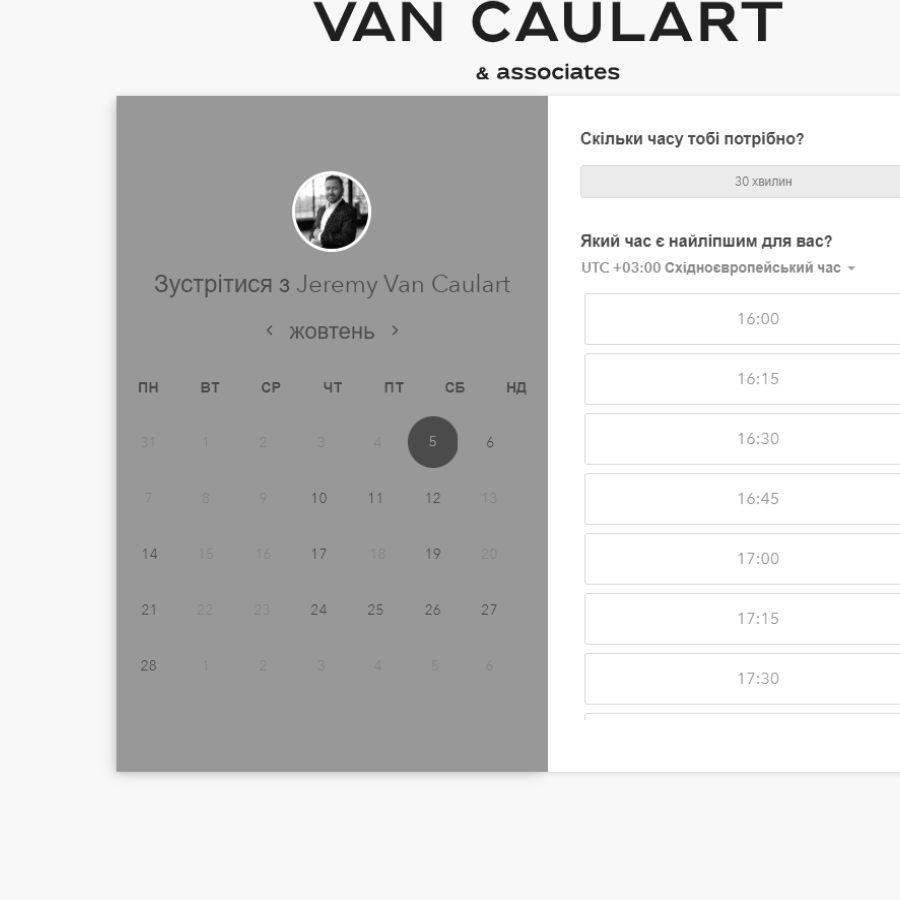 VAN CAULART
& associates
Зустрітися з Jeremy Van Caulart
жовтень
ПН ВТ СР ЧТ ПТ СБ НД
31 1 2 3 4 5 6
7 8 9 10 11 12 13
14 15 16 17 18 19 20
21 22 23 24 25 26 27
28 1 2 3 4 5 6
Скільки часу тобі потрібно?
30 хвилин
Який час є найліпшим для вас?
UTC +03:00 Східноєвропейський час
16:00
16:15
16:30
16:45
17:00
17:15
17:30